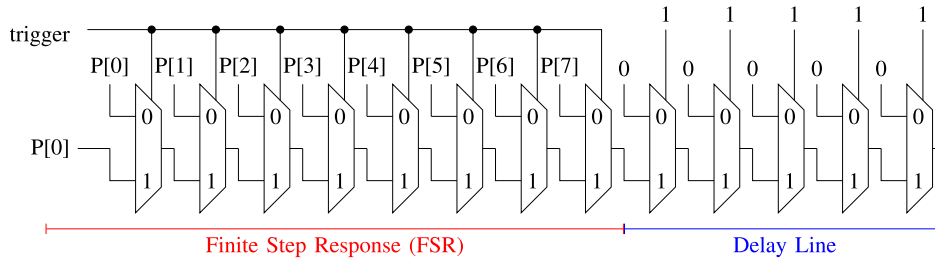 1 1 1 1 1
trigger
P[0] P[1] P[2] P[3] P[4] P[5] P[6] P[7] 0 0 0 0 0
0 0 0 0 0 0 0 0 0 0 0 0 0
P[0]
1 1 1 1 1 1 1 1 1 1 1 1 1
Finite Step Response (FSR) Delay Line